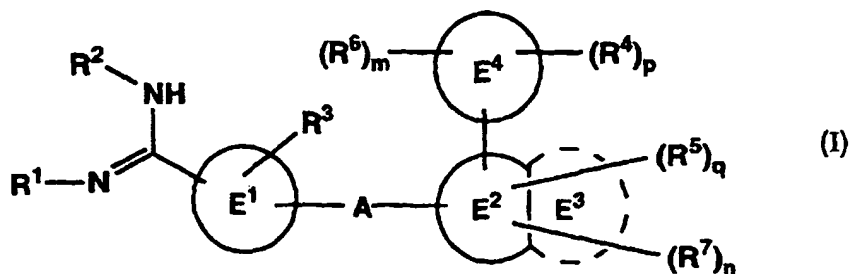 R² (R⁶)ₘ E⁴ (R⁴)ₚ
NH R³ (R⁵)q (I)
R¹ N E¹ A E² E³
(R⁷)ₙ